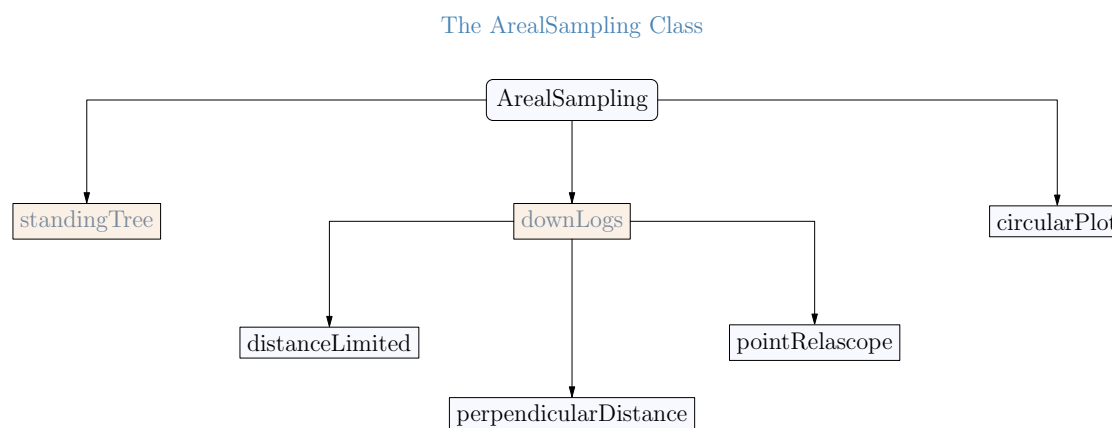 The ArealSampling Class
ArealSampling
standingTree
downLogs
circularPlot
distanceLimited
pointRelascope
perpendicularDistance